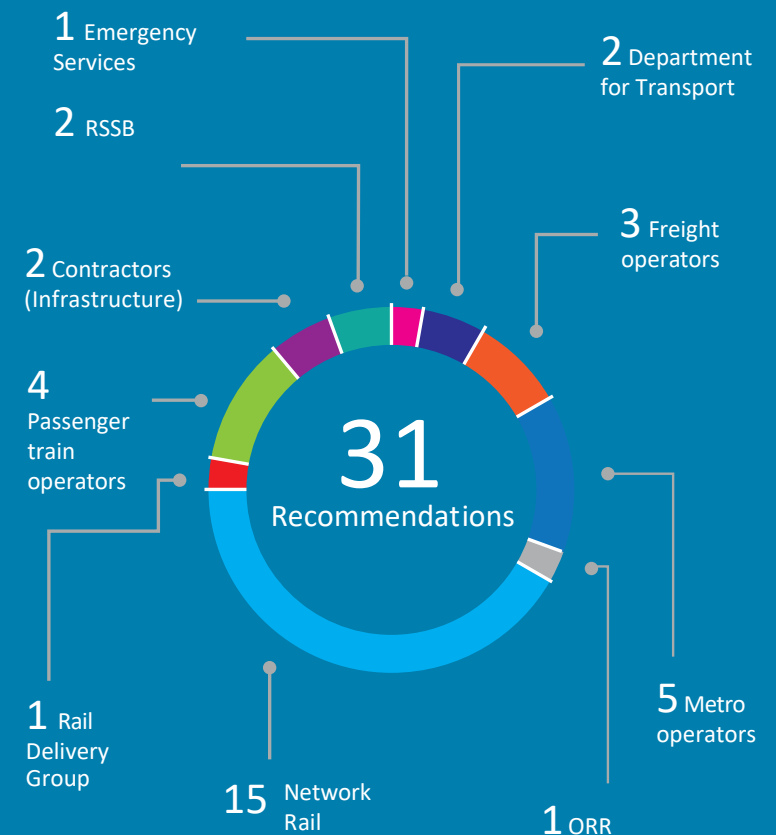 1 Emergency
Services
2 Department
for Transport
2 RSSB
3 Freight
operators
2 Contractors
(Infrastructure)
4
Passenger
train
operators
31
Recommendations
5 Metro
operators
1 Rail
Delivery
Group
15 Network
Rail
1 ORR